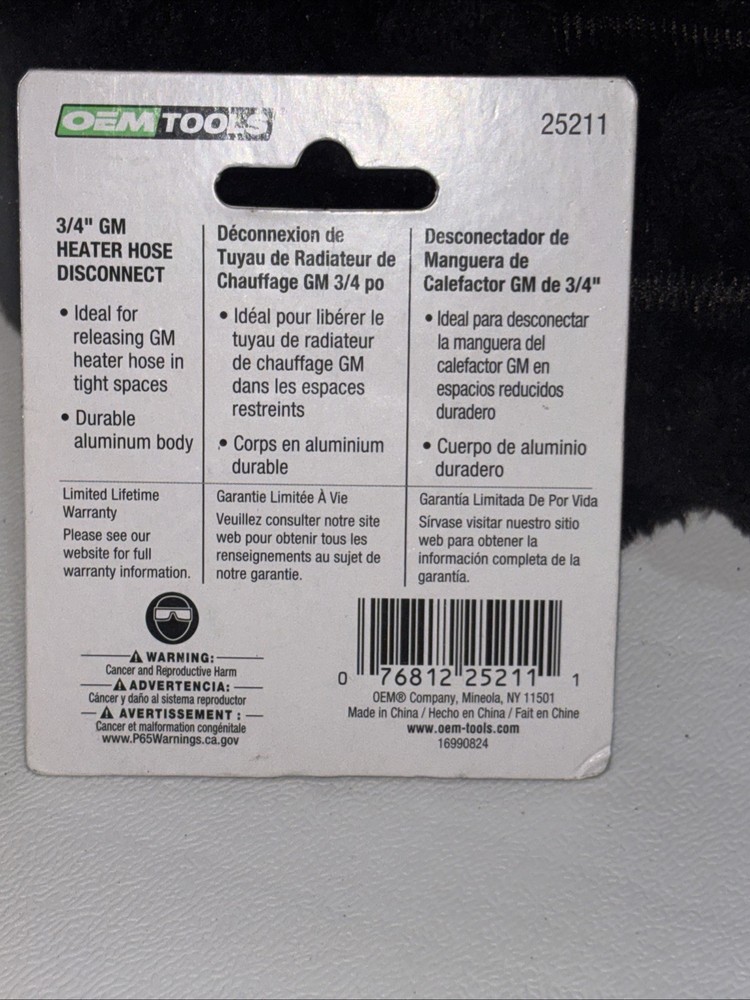 OEMTOOLS
25211
3/4" GM
HEATER HOSE
DISCONNECT
• Ideal for
releasing GM
heater hose in
tight spaces
• Durable
aluminum body
Limited Lifetime
Warranty
Please see our
website for full
warranty information.
Déconnexion de
Tuyau de Radiateur de
Chauffage GM 3/4 po
• Idéal pour libérer le
tuyau de radiateur
de chauffage GM
dans les espaces
restreints
• Corps en aluminium
durable
Garantie Limitée À Vie
Veuillez consulter notre site
web pour obtenir tous les
renseignements au sujet de
notre garantie.
Desconectador de
Manguera de
Calefactor GM de 3/4"
• Ideal para desconectar
la manguera del
calefactor GM en
espacios reducidos
duradero
• Cuerpo de aluminio
duradero
Garantía Limitada De Por Vida
Sírvase visitar nuestro sitio
web para obtener la
información completa de la
garantía.
WARNING:
Cancer and Reproductive Harm
ADVERTENCIA:
Cáncer y daño al sistema reproductor
AVERTISSEMENT :
Cancer et malformation congénitale
www.P65Warnings.ca.gov
0 76812 25211 1
OEM® Company, Mineola, NY 11501
Made in China / Hecho en China / Fait en Chine
www.oem-tools.com
16990824